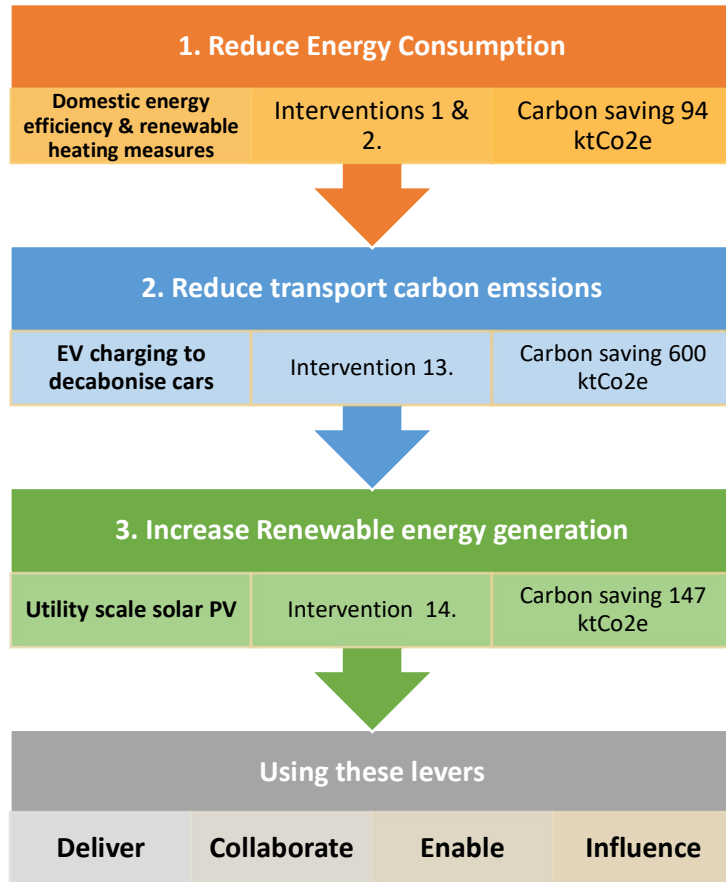 1. Reduce Energy Consumption
Domestic energy
efficiency & renewable
heating measures
Interventions 1 &
2.
Carbon saving 94
ktCo2e
2. Reduce transport carbon emssions
EV charging to
decabonise cars
Intervention 13.
Carbon saving 600
ktCo2e
3. Increase Renewable energy generation
Utility scale solar PV
Intervention 14.
Carbon saving 147
ktCo2e
Using these levers
Deliver
Collaborate
Enable
Influence